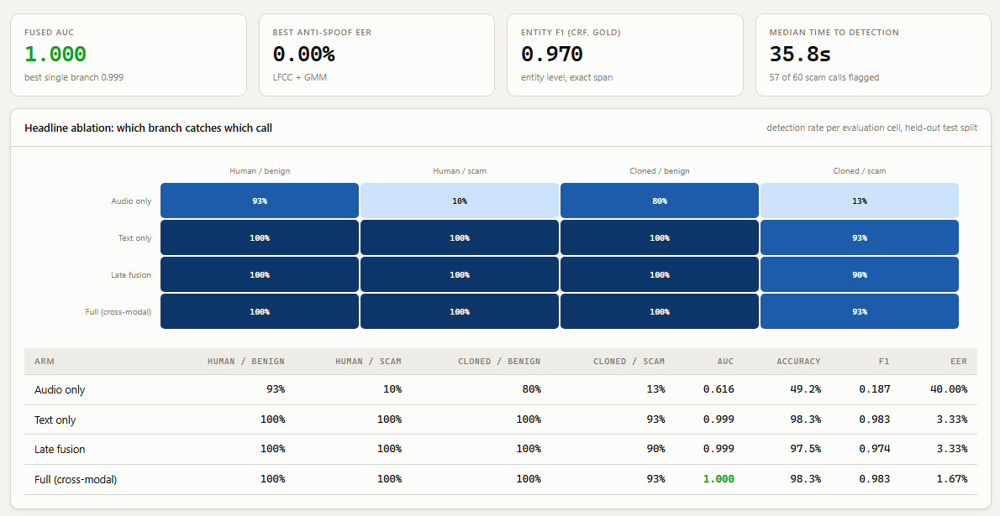 FUSED AUC
1.000
best single branch 0.999
BEST ANTI-SPOOF EER
0.00%
LFCC + GMM
ENTITY F1 (CRF, GOLD)
0.970
entity level, exact span
MEDIAN TIME TO DETECTION
35.8s
57 of 60 scam calls flagged
Headline ablation: which branch catches which call
detection rate per evaluation cell, held-out test split
Human / benign Human / scam Cloned / benign Cloned / scam
Audio only 93% 10% 80% 13%
Text only 100% 100% 100% 93%
Late fusion 100% 100% 100% 90%
Full (cross-modal) 100% 100% 100% 93%
ARM HUMAN / BENIGN HUMAN / SCAM CLONED / BENIGN CLONED / SCAM AUC ACCURACY F1 EER
Audio only 93% 10% 80% 13% 0.616 49.2% 0.187 40.00%
Text only 100% 100% 100% 93% 0.999 98.3% 0.983 3.33%
Late fusion 100% 100% 100% 90% 0.999 97.5% 0.974 3.33%
Full (cross-modal) 100% 100% 100% 93% 1.000 98.3% 0.983 1.67%